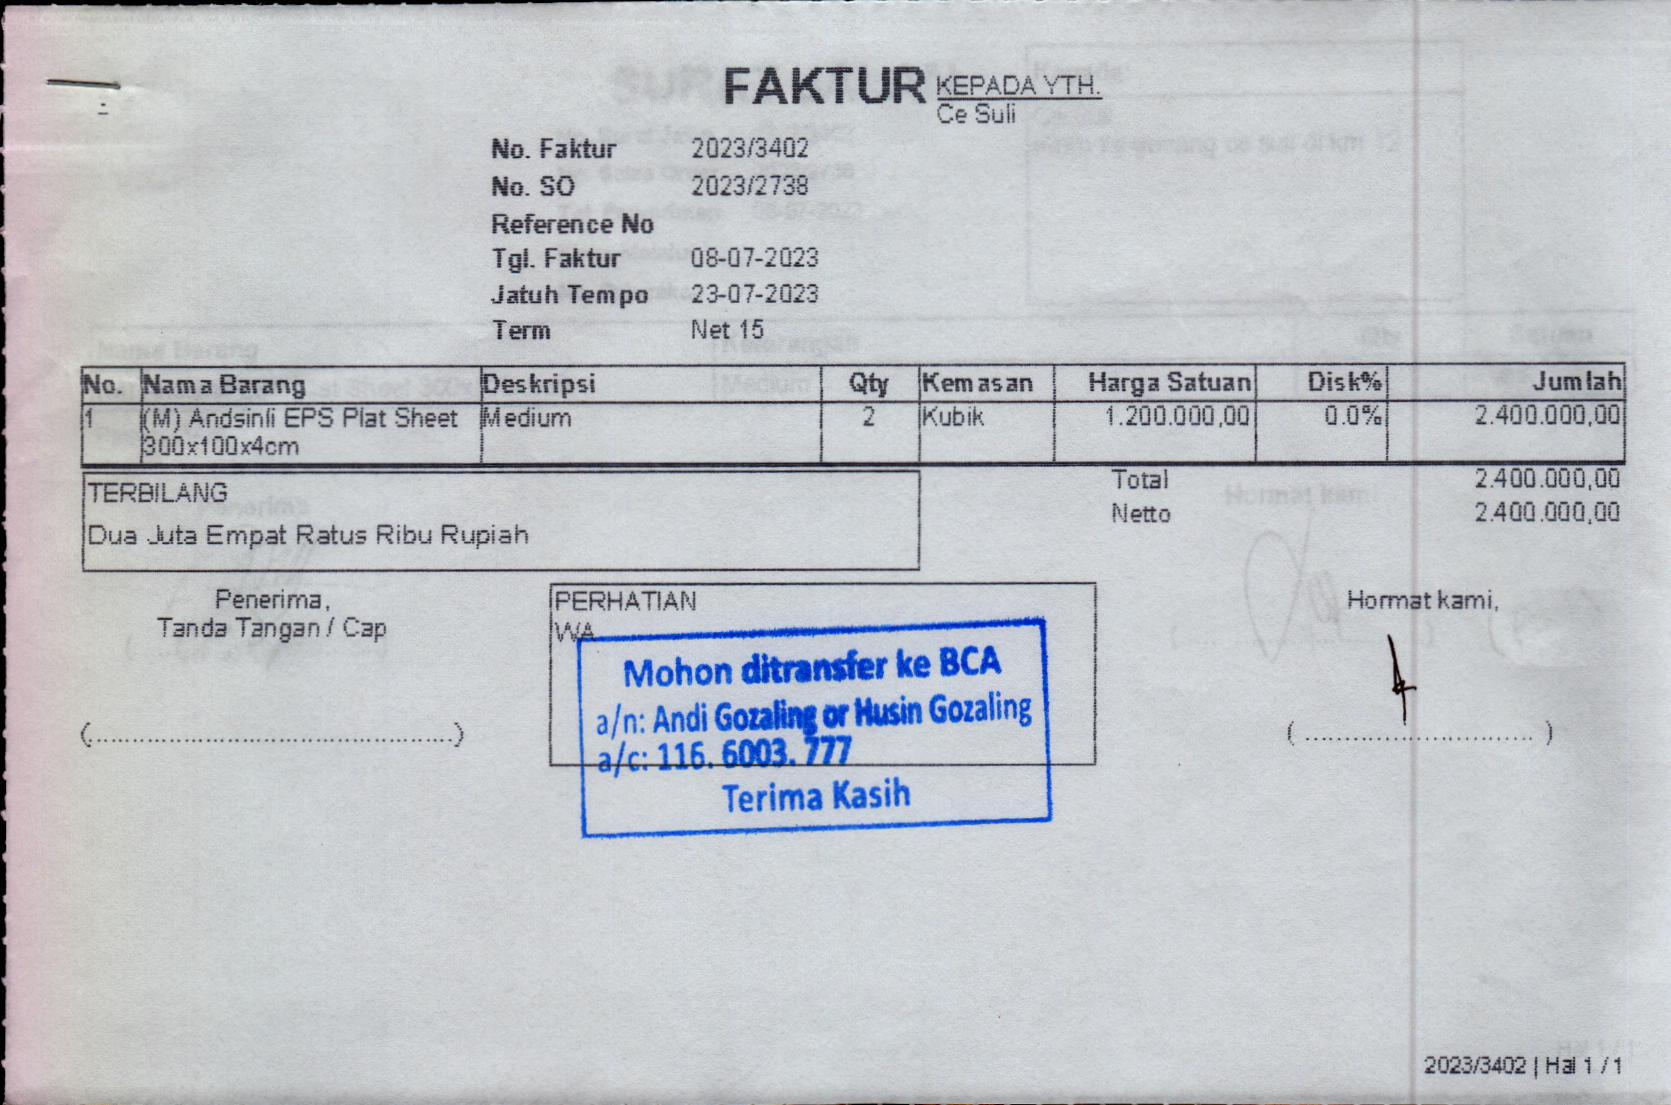 FAKTUR
KEPADA YTH.
Ce Suli
No. Faktur 2023/3402
No. SO 2023/2738
Reference No
Tgl. Faktur 08-07-2023
Jatuh Tempo 23-07-2023
Term Net 15
No. Nama Barang Deskripsi Qty Kemasan Harga Satuan Disk% Jumlah
1 (M) Andsinli EPS Plat Sheet Medium 2 Kubik 1.200.000,00 0.0% 2.400.000,00
300x100x4cm
TERBILANG
Dua Juta Empat Ratus Ribu Rupiah
Total 2.400.000,00
Netto 2.400.000,00
Penerima,
Tanda Tangan / Cap
(..............................................)
PERHATIAN
WA
Mohon ditransfer ke BCA
a/n: Andi Gozaling or Husin Gozaling
a/c: 116. 6003. 777
Terima Kasih
Hormat kami,
( ............................. )
2023/3402 | Hal 1 / 1